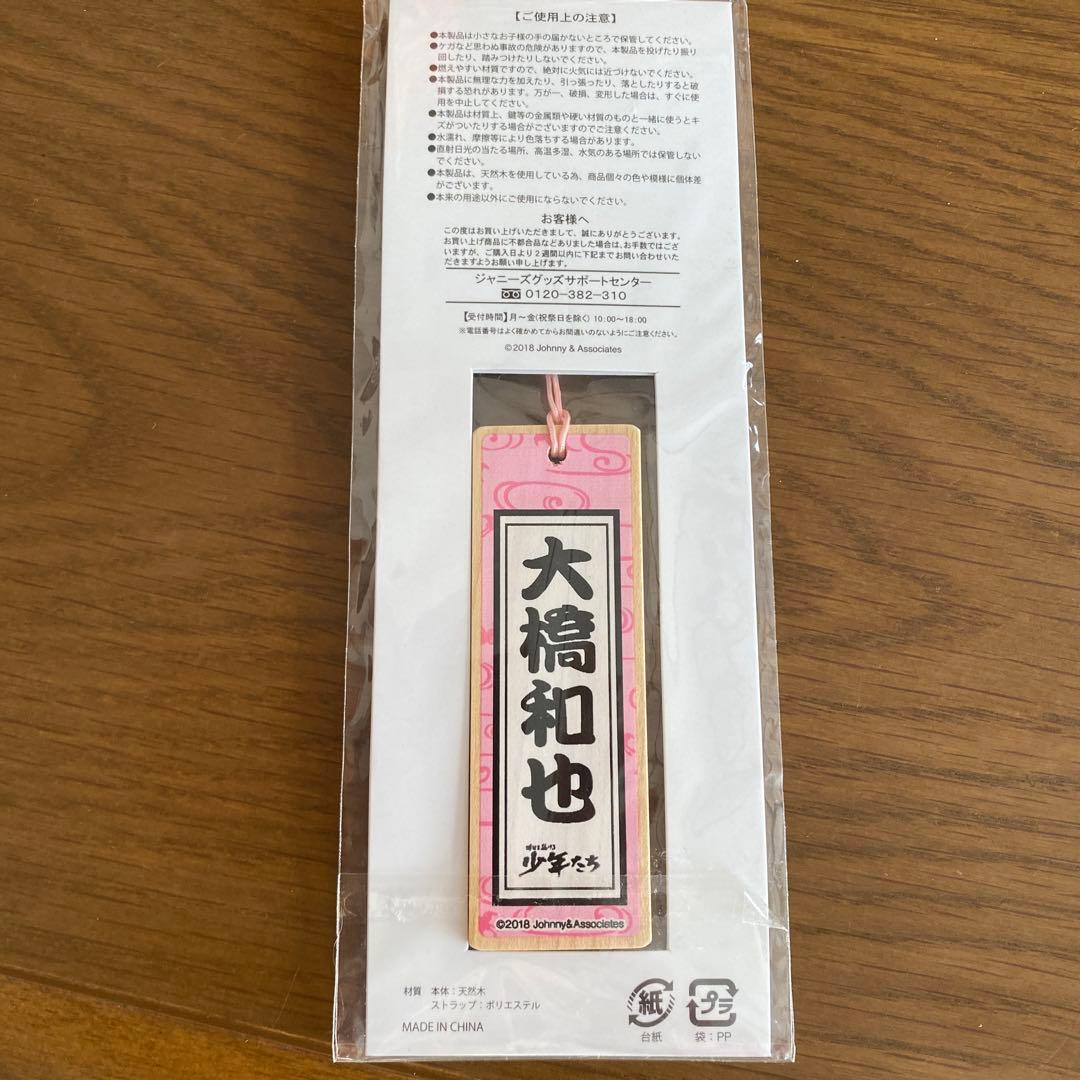 【ご使用上の注意】
●本製品は小さなお子様の手の届かないところで保管してください。
●ケガなど思わぬ事故の危険がありますので、本製品を投げたり振り
回したり、踏みつけたりしないでください。
●燃えやすい材質ですので、絶対に火気には近づけないでください。
●本製品に無理な力を加えたり、引っ張ったり、落としたりすると破
損する恐れがあります。万が一、破損、変形した場合は、すぐに使
用を中止してください。
●本製品は材質上、鍵等の金属類や硬い材質のものと一緒に使うとキ
ズがついたりする場合がございますのでご注意ください。
●水濡れ、摩擦等により色落ちする場合があります。
●直射日光の当たる場所、高温多湿、水気のある場所では保管しない
でください。
●本製品は、天然木を使用している為、商品個々の色や模様に個体差
がございます。
●本来の用途以外にご使用にならないでください。
お客様へ
この度はお買い上げいただきまして、誠にありがとうございます。
お買い上げ商品に不都合品などありました場合は、お手数ではござ
いますが、ご購入日より2週間以内に下記までお問い合わせいた
だきますようお願い申し上げます。
ジャニーズグッズサポートセンター
0120-382-310
【受付時間】月〜金(祝祭日を除く) 10:00〜18:00
※電話番号はよく確かめてからお間違いのないようにご注意ください。
©2018 Johnny & Associates
大橋和也
少年たち
©2018 Johnny&Associates
材質 本体:天然木
ストラップ:ポリエステル
MADE IN CHINA
紙
台紙
プラ
袋:PP